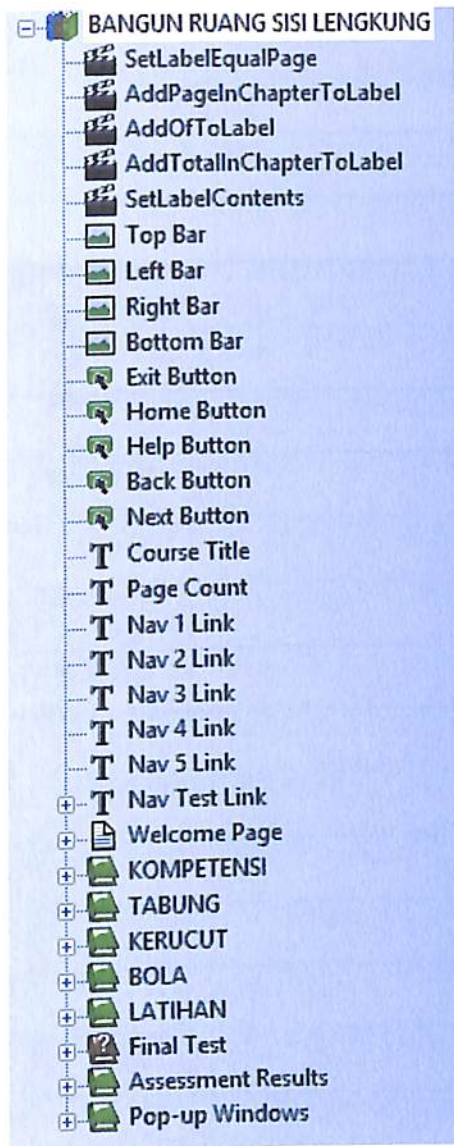 BANGUN RUANG SISI LENGKUNG
SetLabelEqualPage
AddPageInChapterToLabel
AddOfToLabel
AddTotalInChapterToLabel
SetLabelContents
Top Bar
Left Bar
Right Bar
Bottom Bar
Exit Button
Home Button
Help Button
Back Button
Next Button
Course Title
Page Count
Nav 1 Link
Nav 2 Link
Nav 3 Link
Nav 4 Link
Nav 5 Link
Nav Test Link
Welcome Page
KOMPETENSI
TABUNG
KERUCUT
BOLA
LATIHAN
Final Test
Assessment Results
Pop-up Windows